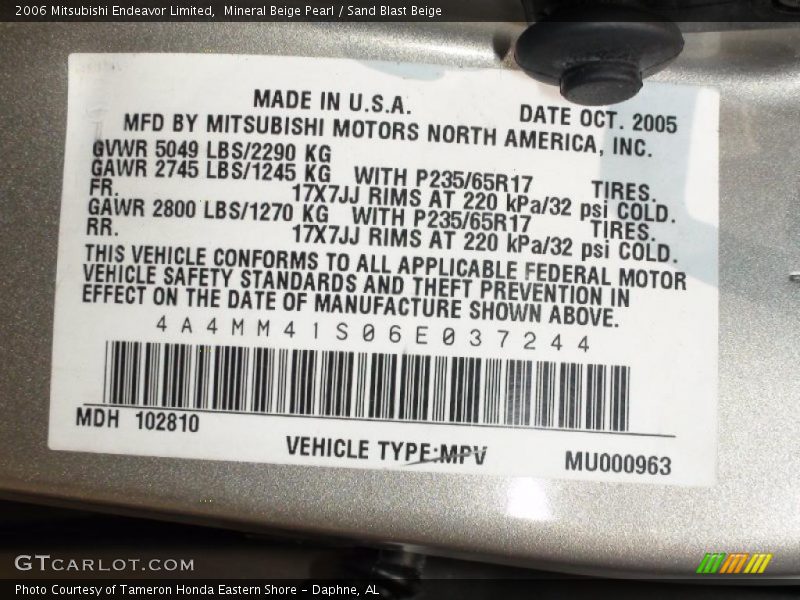 2006 Mitsubishi Endeavor Limited,  Mineral Beige Pearl / Sand Blast Beige
MADE IN U.S.A.
DATE OCT. 2005
MFD BY MITSUBISHI MOTORS NORTH AMERICA, INC.
GVWR 5049 LBS/2290 KG
GAWR 2745 LBS/1245 KG WITH P235/65R17 TIRES.
FR. 17X7JJ RIMS AT 220 kPa/32 psi COLD.
GAWR 2800 LBS/1270 KG WITH P235/65R17 TIRES.
RR. 17X7JJ RIMS AT 220 kPa/32 psi COLD.
THIS VEHICLE CONFORMS TO ALL APPLICABLE FEDERAL MOTOR
VEHICLE SAFETY STANDARDS AND THEFT PREVENTION IN
EFFECT ON THE DATE OF MANUFACTURE SHOWN ABOVE.
4A4MM41S06E037244
MDH 102810
VEHICLE TYPE:MPV
MU000963
GTCARLOT.COM
Photo Courtesy of Tameron Honda Eastern Shore - Daphne, AL